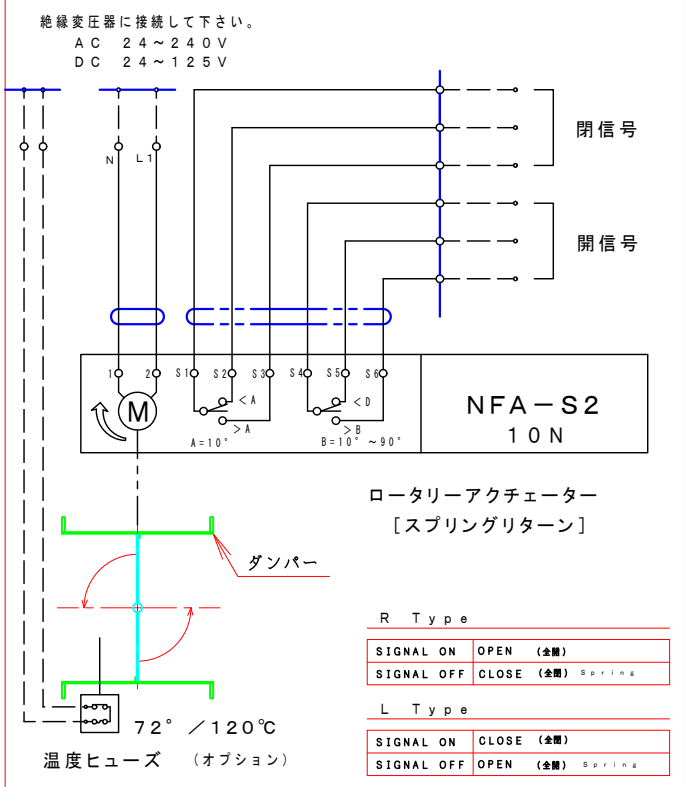 絶縁変圧器に接続して下さい。
AC 24~240V
DC 24~125V
N
L1
閉信号
開信号
1 2 S1 S2 S3 S4 S5 S6
M
<A
>A
A=10°
<D
>B
B=10° ~90°
NFA-S2
10N
ロータリーアクチェーター
[スプリングリターン]
ダンパー
R Type
SIGNAL ON OPEN (全開)
SIGNAL OFF CLOSE (全閉) Spring
L Type
SIGNAL ON CLOSE (全閉)
SIGNAL OFF OPEN (全開) Spring
72° /120℃
温度ヒューズ (オプション)